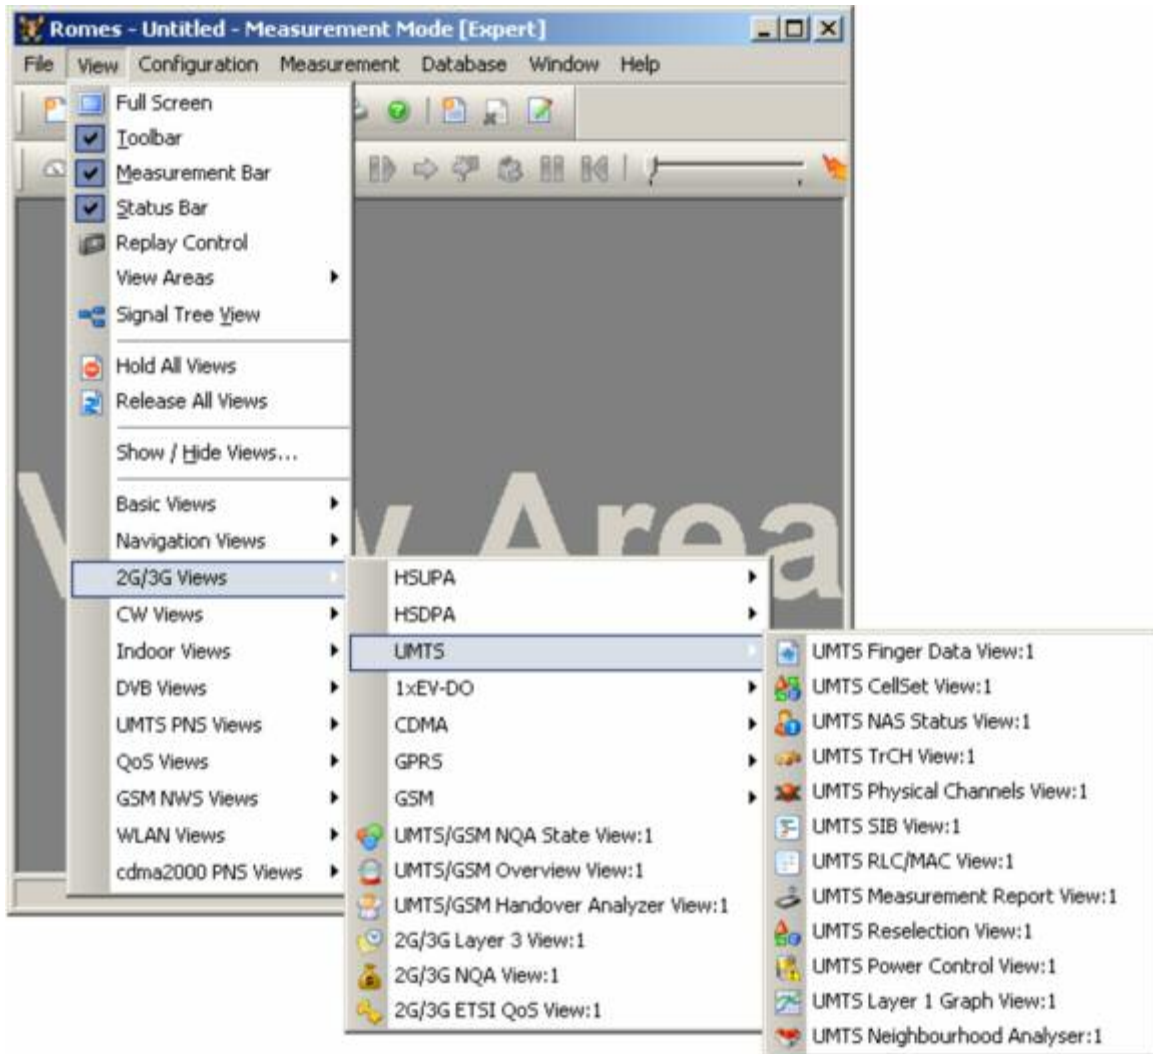 Romes - Untitled - Measurement Mode [Expert]
File View Configuration Measurement Database Window Help
Full Screen
Toolbar
Measurement Bar
Status Bar
Replay Control
View Areas
Signal Tree View
Hold All Views
Release All Views
Show / Hide Views...
Basic Views
Navigation Views
2G/3G Views
CW Views
Indoor Views
DVB Views
UMTS PNS Views
QoS Views
GSM NWS Views
WLAN Views
cdma2000 PNS Views
Area
HSUPA
HSDPA
UMTS
1xEV-DO
CDMA
GPRS
GSM
UMTS/GSM NQA State View:1
UMTS/GSM Overview View:1
UMTS/GSM Handover Analyzer View:1
2G/3G Layer 3 View:1
2G/3G NQA View:1
2G/3G ETSI QoS View:1
UMTS Finger Data View:1
UMTS CellSet View:1
UMTS NAS Status View:1
UMTS TrCH View:1
UMTS Physical Channels View:1
UMTS SIB View:1
UMTS RLC/MAC View:1
UMTS Measurement Report View:1
UMTS Reselection View:1
UMTS Power Control View:1
UMTS Layer 1 Graph View:1
UMTS Neighbourhood Analyser:1